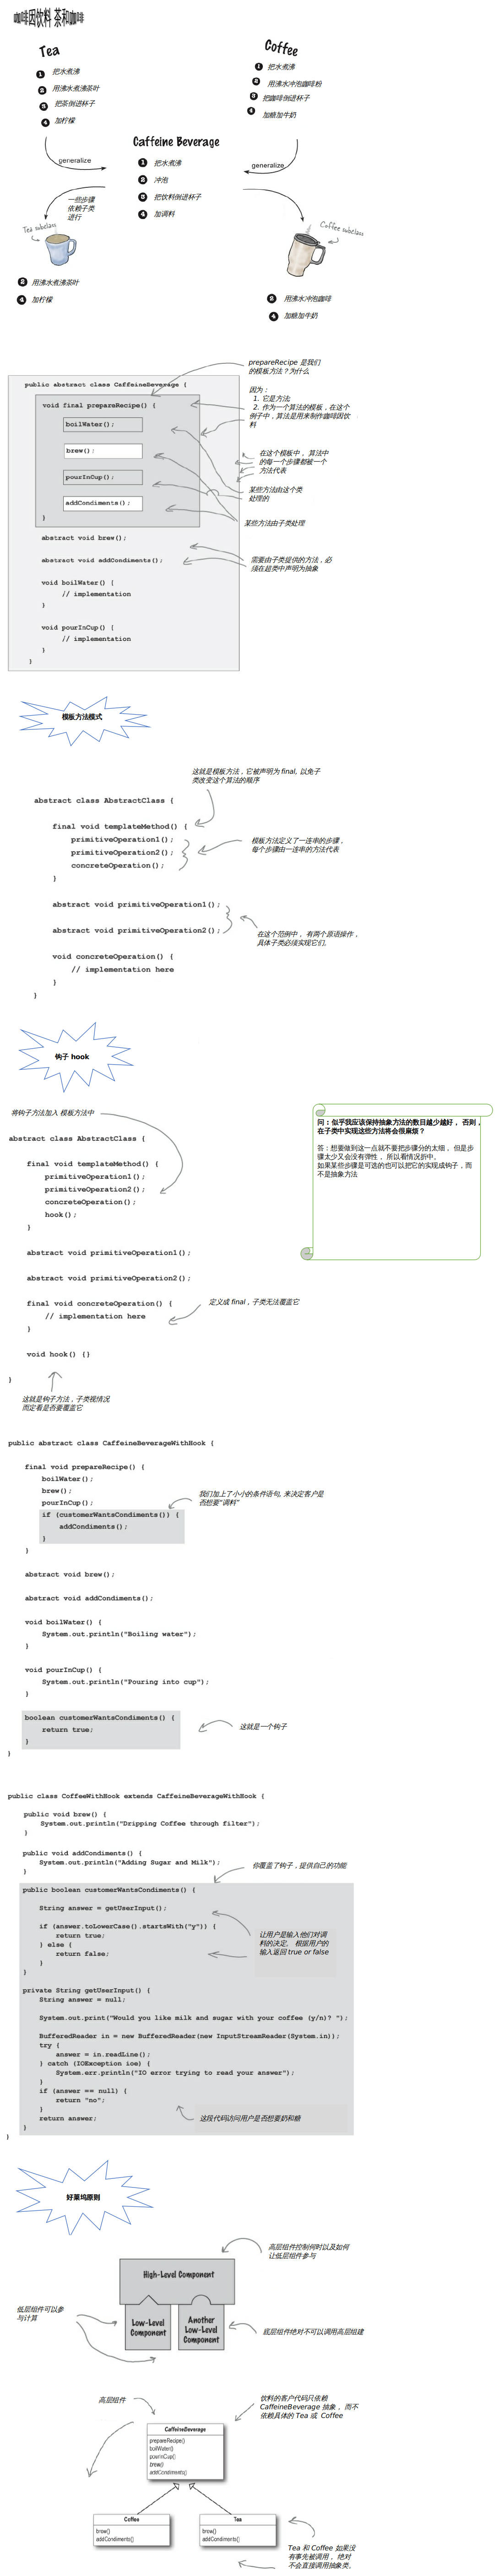 咖啡因饮料 茶和咖啡
Tea
1 把水煮沸
2 用沸水煮沸茶叶
3 把茶倒进杯子
4 加柠檬
Coffee
1 把水煮沸
2 用沸水冲泡咖啡粉
3 把咖啡倒进杯子
4 加糖加牛奶
Caffeine Beverage
1 把水煮沸
2 冲泡
3 把饮料倒进杯子
4 加调料
generalize
generalize
一些步骤
依赖子类
进行
Tea subclass
2 用沸水煮沸茶叶
4 加柠檬
Coffee subclass
2 用沸水冲泡咖啡
4 加糖加牛奶
public abstract class CaffeineBeverage {
void final prepareRecipe() {
boilWater();
brew();
pourInCup();
addCondiments();
}
abstract void brew();
abstract void addCondiments();
void boilWater() {
// implementation
}
void pourInCup() {
// implementation
}
}
prepareRecipe 是我们
的模板方法？为什么
因为：
1. 它是方法;
2. 作为一个算法的模板，在这个
例子中，算法是用来制作咖啡因饮
料
在这个模板中， 算法中
的每一个步骤都被一个
方法代表
某些方法由这个类
处理的
某些方法由子类处理
需要由子类提供的方法，必
须在超类中声明为抽象
模板方法模式
这就是模板方法，它被声明为 final, 以免子
类改变这个算法的顺序
abstract class AbstractClass {
final void templateMethod() {
primitiveOperation1();
primitiveOperation2();
concreteOperation();
}
abstract void primitiveOperation1();
abstract void primitiveOperation2();
void concreteOperation() {
// implementation here
}
}
模板方法定义了一连串的步骤，
每个步骤由一连串的方法代表
在这个范例中， 有两个原语操作，
具体子类必须实现它们。
钩子 hook
将钩子方法加入 模板方法中
abstract class AbstractClass {
final void templateMethod() {
primitiveOperation1();
primitiveOperation2();
concreteOperation();
hook();
}
abstract void primitiveOperation1();
abstract void primitiveOperation2();
final void concreteOperation() {
// implementation here
}
void hook() {}
}
定义成 final，子类无法覆盖它
这就是钩子方法，子类视情况
而定看是否要覆盖它
问：似乎我应该保持抽象方法的数目越少越好， 否则，
在子类中实现这些方法将会很麻烦？
答：想要做到这一点就不要把步骤分的太细， 但是步
骤太少又会没有弹性， 所以看情况折中。
如果某些步骤是可选的也可以把它的实现成钩子，而
不是抽象方法
public abstract class CaffeineBeverageWithHook {
final void prepareRecipe() {
boilWater();
brew();
pourInCup();
if (customerWantsCondiments()) {
addCondiments();
}
}
abstract void brew();
abstract void addCondiments();
void boilWater() {
System.out.println("Boiling water");
}
void pourInCup() {
System.out.println("Pouring into cup");
}
boolean customerWantsCondiments() {
return true;
}
}
我们加上了小小的条件语句, 来决定客户是
否想要“调料”
这就是一个钩子
public class CoffeeWithHook extends CaffeineBeverageWithHook {
public void brew() {
System.out.println("Dripping Coffee through filter");
}
public void addCondiments() {
System.out.println("Adding Sugar and Milk");
}
public boolean customerWantsCondiments() {
String answer = getUserInput();
if (answer.toLowerCase().startsWith("y")) {
return true;
} else {
return false;
}
}
private String getUserInput() {
String answer = null;
System.out.print("Would you like milk and sugar with your coffee (y/n)? ");
BufferedReader in = new BufferedReader(new InputStreamReader(System.in));
try {
answer = in.readLine();
} catch (IOException ioe) {
System.err.println("IO error trying to read your answer");
}
if (answer == null) {
return "no";
}
return answer;
}
}
你覆盖了钩子，提供自己的功能
让用户是输入他们对调
料的决定。 根据用户的
输入返回 true or false
这段代码访问用户是否想要奶和糖
好莱坞原则
高层组件控制何时以及如何
让低层组件参与
High-Level Component
Low-Level
Component
Another
Low-Level
Component
低层组件可以参
与计算
底层组件绝对不可以调用高层组建
高层组件
饮料的客户代码只依赖
CaffeineBeverage 抽象， 而不
依赖具体的 Tea 或 Coffee
CaffeineBeverage
prepareRecipe()
boilWater()
pourInCup()
brew()
addCondiments()
Coffee
brew()
addCondiments()
Tea
brew()
addCondiments()
Tea 和 Coffee 如果没
有事先被调用， 绝对
不会直接调用抽象类。